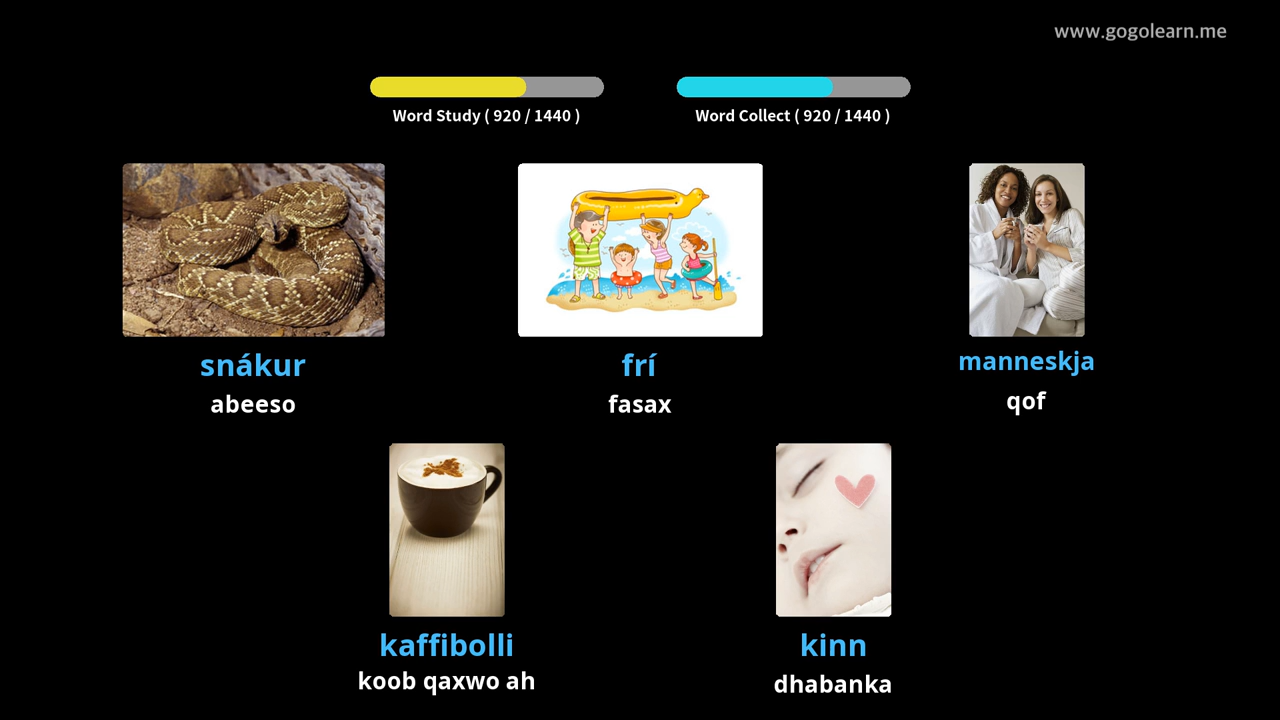 www.gogolearn.me
Word Study ( 920 / 1440 )
Word Collect ( 920 / 1440 )
snákur
abeeso
frí
fasax
manneskja
qof
kaffibolli
koob qaxwo ah
kinn
dhabanka